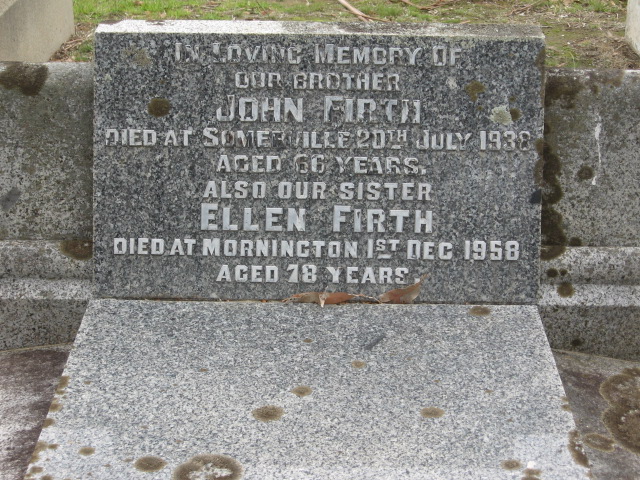 In Loving Memory Of
Our Brother
John Firth
Died at Somerville 20th July 1938
Aged 66 Years.
Also Our Sister
Ellen Firth
Died at Mornington 1st Dec 1958
Aged 78 Years.